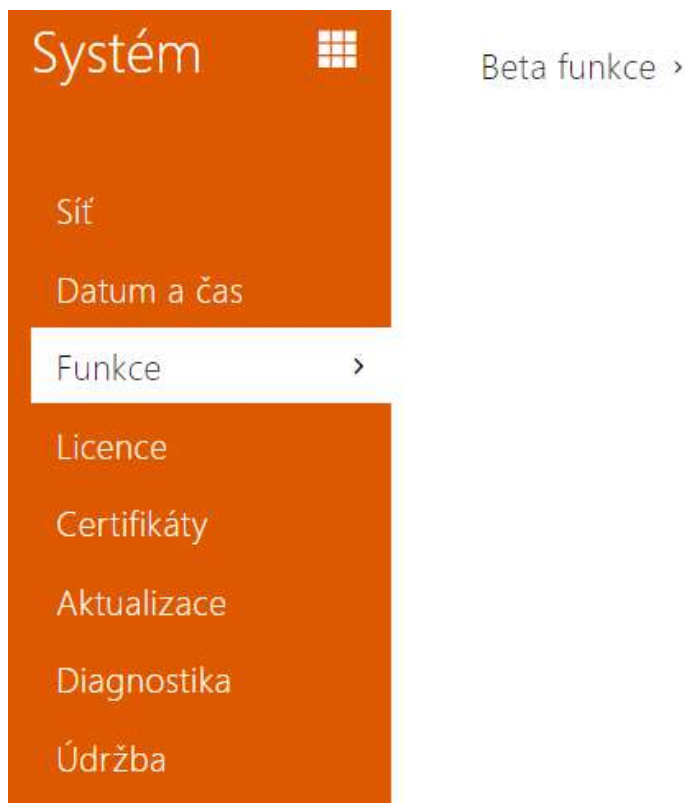 Systém
Beta funkce ›
Síť
Datum a čas
Funkce ›
Licence
Certifikáty
Aktualizace
Diagnostika
Údržba